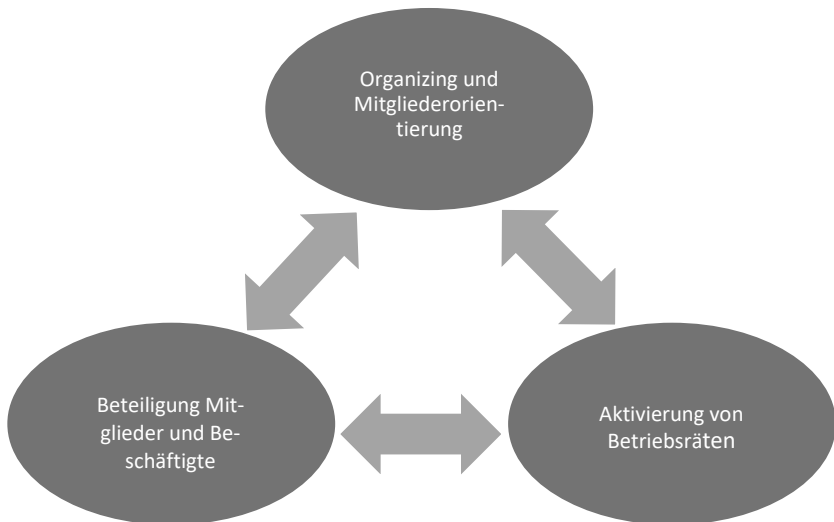 Organizing und
Mitgliederorien-
tierung
Beteiligung Mit-
glieder und Be-
schäftigte
Aktivierung von
Betriebsräten